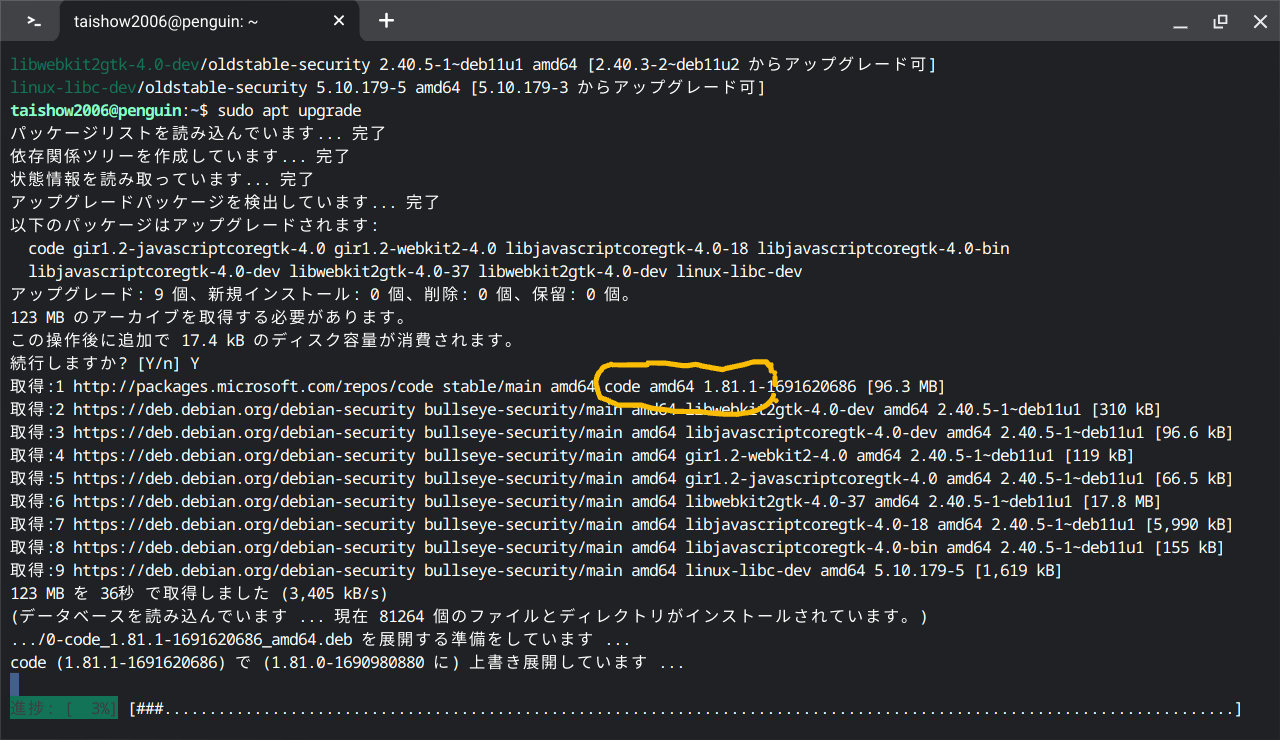 taishow2006@penguin: ~
libwebkit2gtk-4.0-dev/oldstable-security 2.40.5-1~deb11u1 amd64 [2.40.3-2~deb11u2 からアップグレード可]
linux-libc-dev/oldstable-security 5.10.179-5 amd64 [5.10.179-3 からアップグレード可]
taishow2006@penguin:~$ sudo apt upgrade
パッケージリストを読み込んでいます... 完了
依存関係ツリーを作成しています... 完了
状態情報を読み取っています... 完了
アップグレードパッケージを検出しています... 完了
以下のパッケージはアップグレードされます:
  code gir1.2-javascriptcoregtk-4.0 gir1.2-webkit2-4.0 libjavascriptcoregtk-4.0-18 libjavascriptcoregtk-4.0-bin
  libjavascriptcoregtk-4.0-dev libwebkit2gtk-4.0-37 libwebkit2gtk-4.0-dev linux-libc-dev
アップグレード: 9 個、新規インストール: 0 個、削除: 0 個、保留: 0 個。
123 MB のアーカイブを取得する必要があります。
この操作後に追加で 17.4 kB のディスク容量が消費されます。
続行しますか? [Y/n] Y
取得:1 http://packages.microsoft.com/repos/code stable/main amd64 code amd64 1.81.1-1691620686 [96.3 MB]
取得:2 https://deb.debian.org/debian-security bullseye-security/main amd64 libwebkit2gtk-4.0-dev amd64 2.40.5-1~deb11u1 [310 kB]
取得:3 https://deb.debian.org/debian-security bullseye-security/main amd64 libjavascriptcoregtk-4.0-dev amd64 2.40.5-1~deb11u1 [96.6 kB]
取得:4 https://deb.debian.org/debian-security bullseye-security/main amd64 gir1.2-webkit2-4.0 amd64 2.40.5-1~deb11u1 [119 kB]
取得:5 https://deb.debian.org/debian-security bullseye-security/main amd64 gir1.2-javascriptcoregtk-4.0 amd64 2.40.5-1~deb11u1 [66.5 kB]
取得:6 https://deb.debian.org/debian-security bullseye-security/main amd64 libwebkit2gtk-4.0-37 amd64 2.40.5-1~deb11u1 [17.8 MB]
取得:7 https://deb.debian.org/debian-security bullseye-security/main amd64 libjavascriptcoregtk-4.0-18 amd64 2.40.5-1~deb11u1 [5,990 kB]
取得:8 https://deb.debian.org/debian-security bullseye-security/main amd64 libjavascriptcoregtk-4.0-bin amd64 2.40.5-1~deb11u1 [155 kB]
取得:9 https://deb.debian.org/debian-security bullseye-security/main amd64 linux-libc-dev amd64 5.10.179-5 [1,619 kB]
123 MB を 36秒 で取得しました (3,405 kB/s)
(データベースを読み込んでいます ... 現在 81264 個のファイルとディレクトリがインストールされています。)
.../0-code_1.81.1-1691620686_amd64.deb を展開する準備をしています ...
code (1.81.1-1691620686) で (1.81.0-1690980880 に) 上書き展開しています ...
進捗: [  3%] [###.......................................................................................................................]